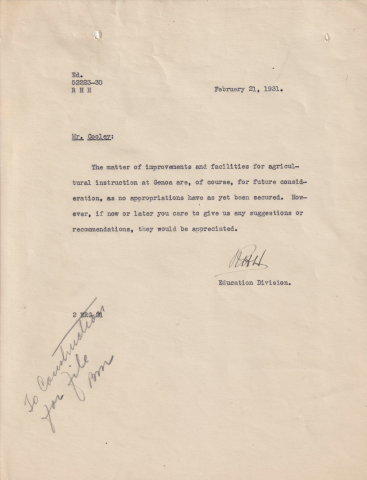 Ed.
52283-30
R H H
February 21, 1931.
Mr. Cooley:
The matter of improvements and facilities for agricul-
tural instruction at Genoa are, of course, for future consid-
eration, as no appropriations have as yet been secured. How-
ever, if now or later you care to give us any suggestions or
recommendations, they would be appreciated.
RHH
Education Division.
To Construction
for file